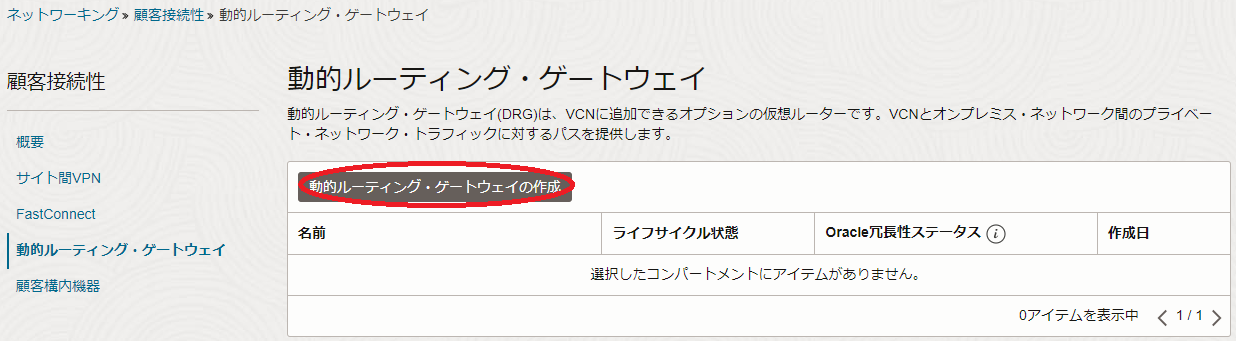 ネットワーキング » 顧客接続性 » 動的ルーティング・ゲートウェイ
顧客接続性
概要
サイト間VPN
FastConnect
動的ルーティング・ゲートウェイ
顧客構内機器
動的ルーティング・ゲートウェイ
動的ルーティング・ゲートウェイ(DRG)は、VCNに追加できるオプションの仮想ルーターです。VCNとオンプレミス・ネットワーク間のプライベー
ト・ネットワーク・トラフィックに対するパスを提供します。
動的ルーティング・ゲートウェイの作成
名前 ライフサイクル状態 Oracle冗長性ステータス i 作成日
選択したコンパートメントにアイテムがありません。
0アイテムを表示中 < 1 / 1 >